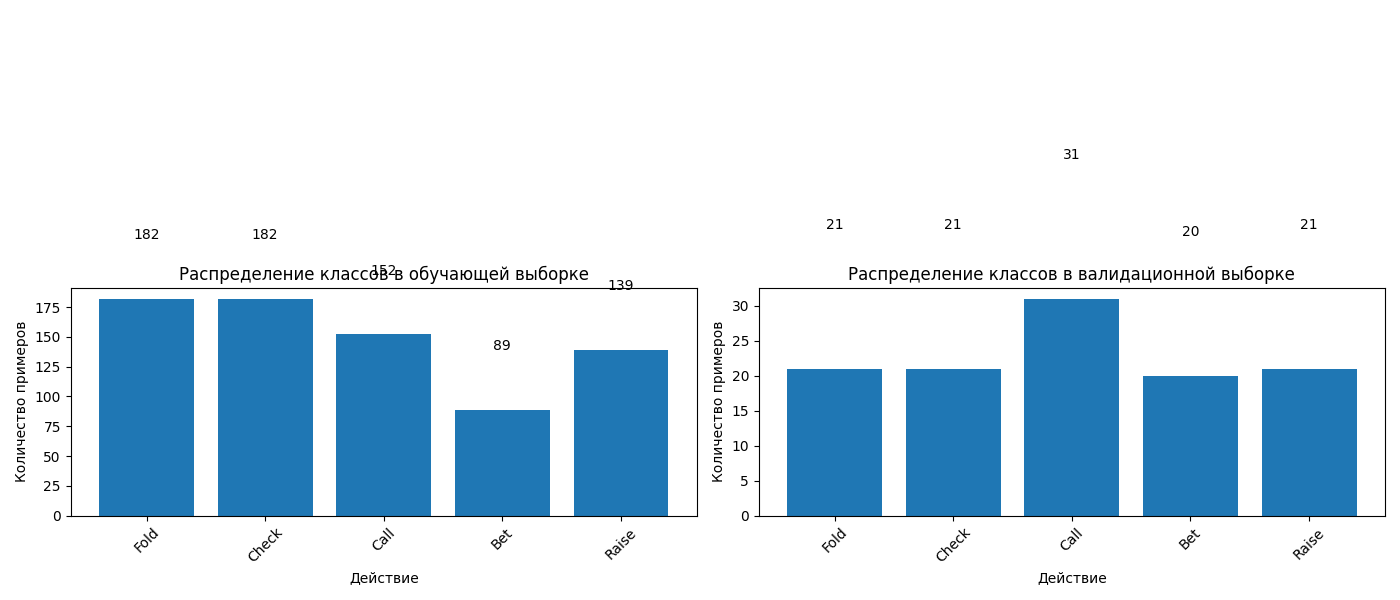 182
182
152
89
139
Распределение классов в обучающей выборке
Количество примеров
175
150
125
100
75
50
25
0
Fold
Check
Call
Bet
Raise
Действие
21
21
31
20
21
Распределение классов в валидационной выборке
Количество примеров
30
25
20
15
10
5
0
Fold
Check
Call
Bet
Raise
Действие